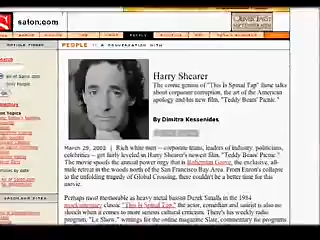 salon.com
PEOPLE
A CONVERSATION WITH
Harry Shearer
The comic genius of "This Is Spinal Tap" fame talks
about corporate corruption, the art of the American
apology and his new film, "Teddy Bears' Picnic."
By Dimitra Kessenides
March 29, 2002 | Rich white men -- corporate titans, leaders of industry, politicians,
celebrities -- get fairly leveled in Harry Shearer's newest film, "Teddy Bears' Picnic."
The movie spoofs the annual power orgy that is Bohemian Grove, the exclusive, all-
male retreat in the woods north of the San Francisco Bay Area. From Enron's collapse
to the unfolding tragedy of Global Crossing, there couldn't be a better time for this
movie.
Perhaps most memorable as heavy metal bassist Derek Smalls in the 1984
mockumentary classic "This Is Spinal Tap," the actor, comedian and satirist is also no
slouch when it comes to more serious cultural criticism. There's his weekly radio
program, "Le Show," writings for the online magazine Slate, commentary for programs